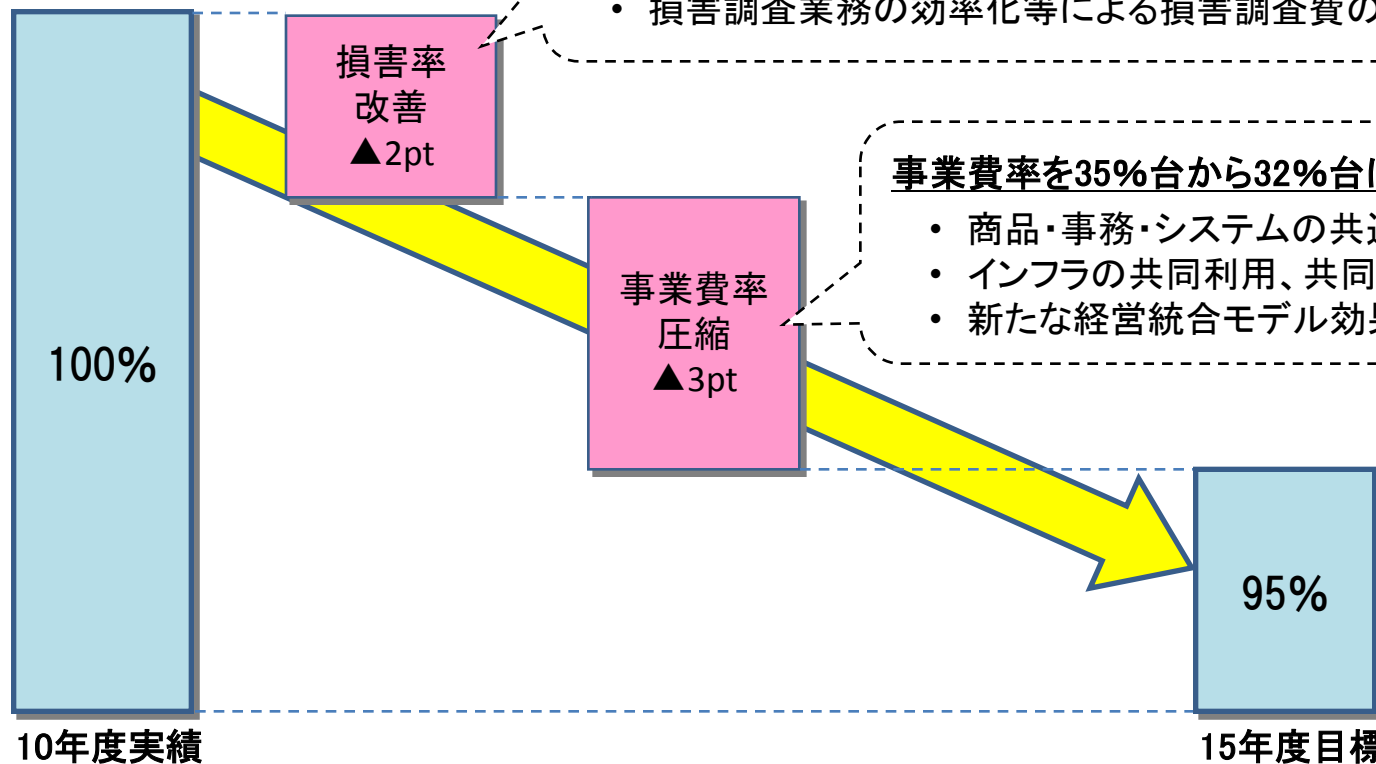 • 損害調査業務の効率化等による損害調査費の
損害率
改善
▲2pt
事業費率を35%台から32%台に
• 商品・事務・システムの共通
• インフラの共同利用、共同
• 新たな経営統合モデル効果
事業費率
圧縮
▲3pt
100%
95%
10年度実績
15年度目標